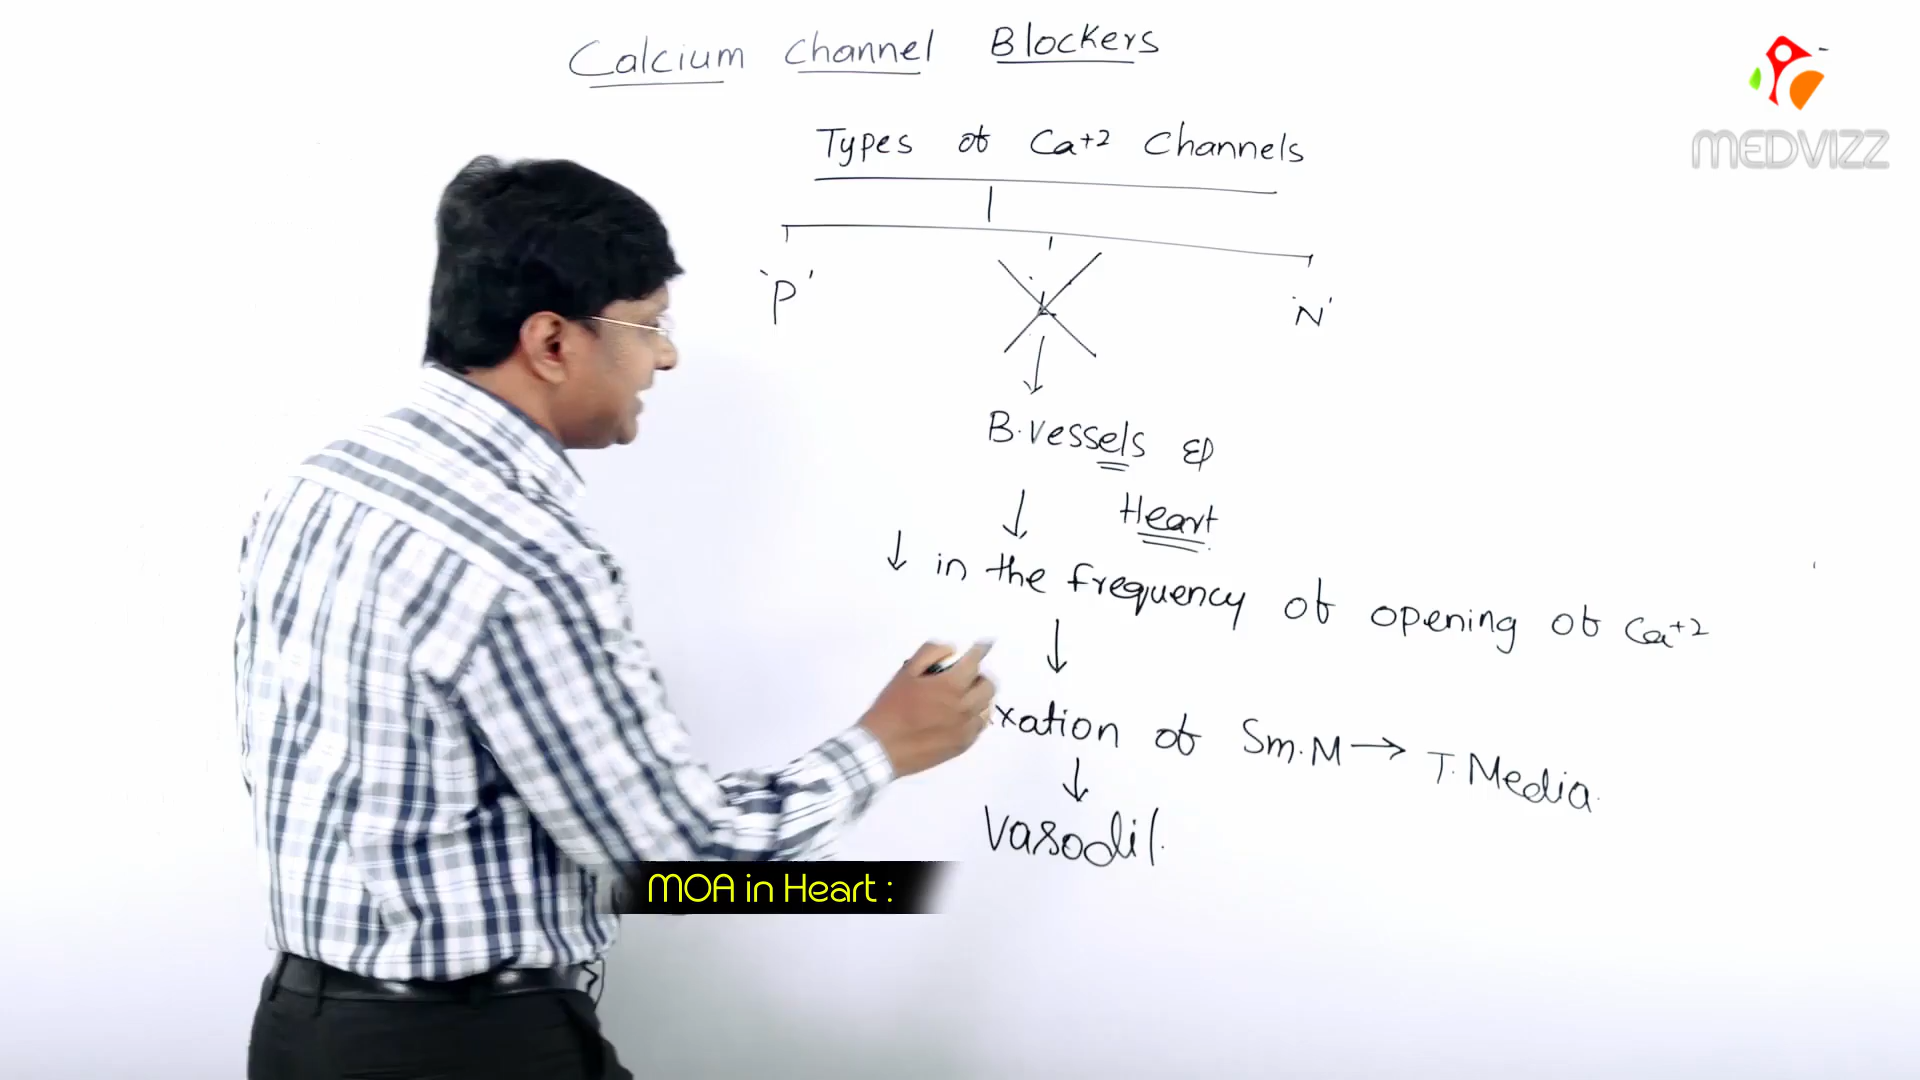 Calcium Channel Blockers
MEDVIZZ
Types of Ca+2 Channels
'P' L 'N'
B.vessels &
Heart
↓ in the frequency of opening of Ca+2
xation of Sm.M → T.Media
Vasodil.
MOA in Heart :